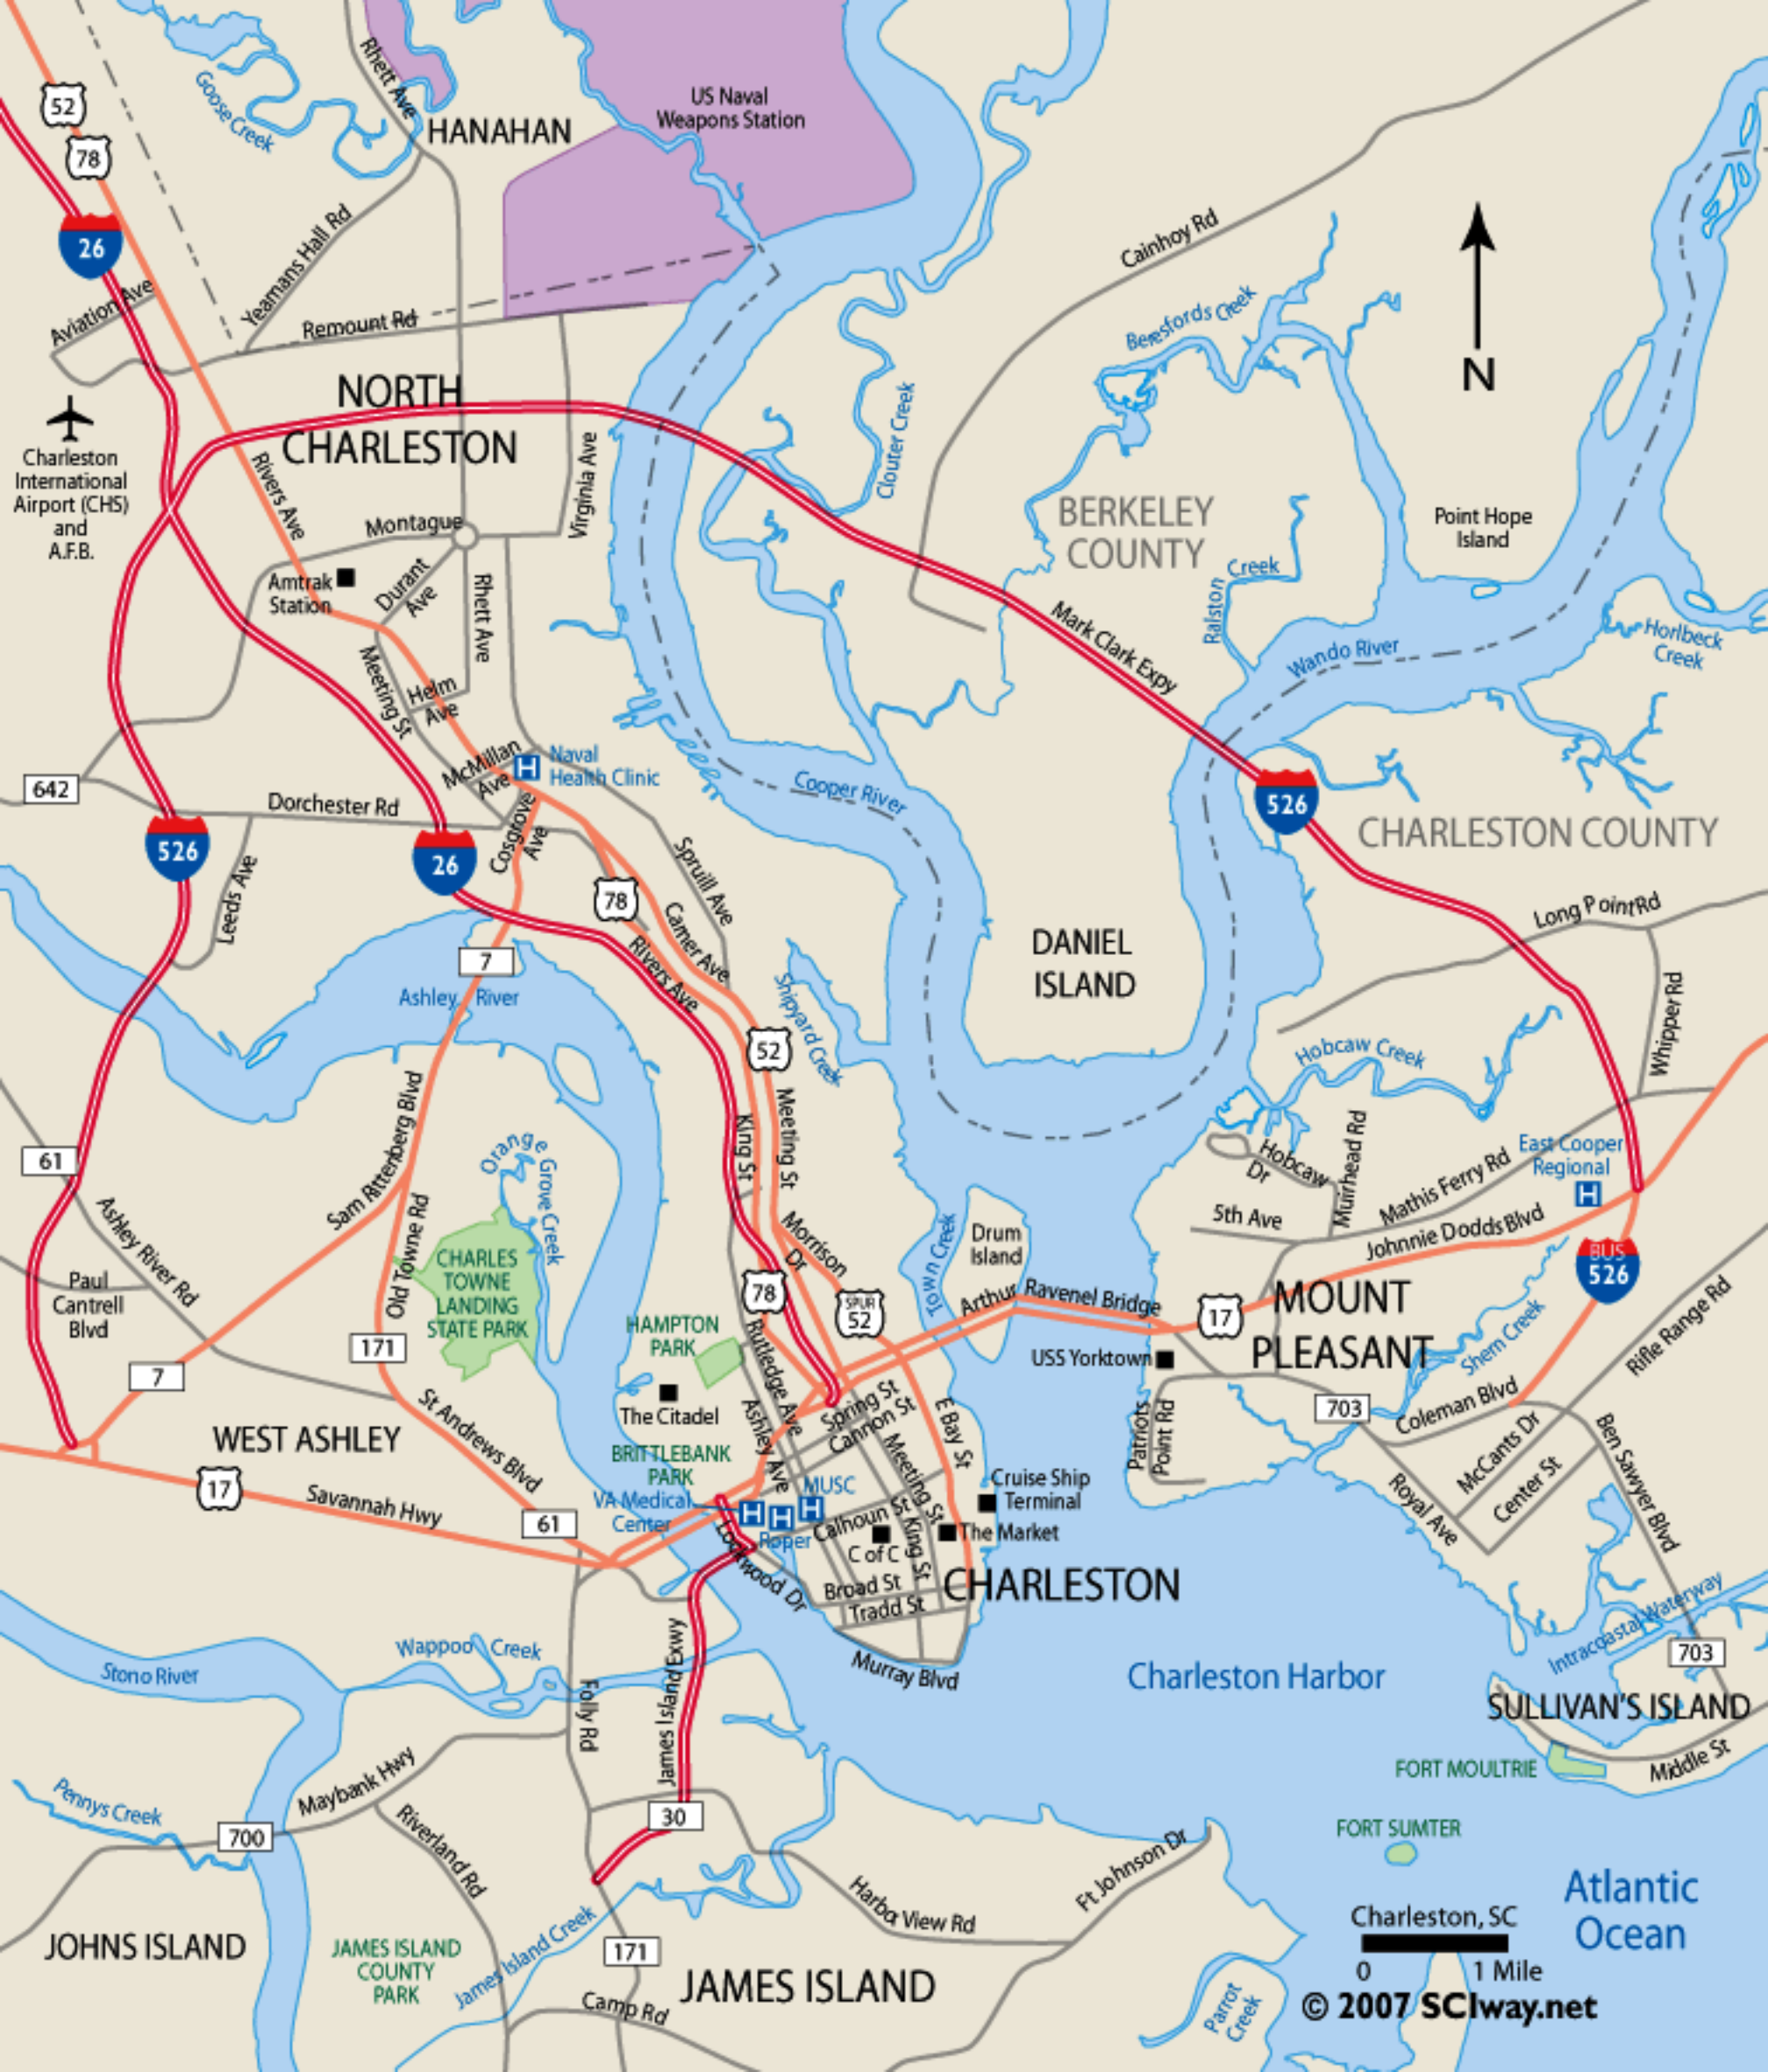 52
78
26
Goose Creek
Rhett Ave
HANAHAN
US Naval
Weapons Station
Yeamans Hall Rd
Aviation Ave
Remount Rd
Cainhoy Rd
Beresfords Creek
N
NORTH
CHARLESTON
Charleston
International
Airport (CHS)
and
A.F.B.
Rivers Ave
Montague
Virginia Ave
Clouter Creek
BERKELEY
COUNTY
Point Hope
Island
Amtrak
Station
Durant
Ave
Rhett Ave
Ralston
Creek
Mark Clark Expy
Wando River
Horlbeck
Creek
Meeting St
Helm
Ave
McMillan
Ave
H
Naval
Health Clinic
Cooper River
642
Dorchester Rd
526
26
Cosgrove
Ave
526
CHARLESTON COUNTY
Leeds Ave
78
Spruill Ave
Carner Ave
Rivers Ave
Long Point Rd
DANIEL
ISLAND
7
Ashley River
Shipyard Creek
52
Whipper Rd
Hobcaw Creek
Sam Rittenberg Blvd
King St
Meeting St
61
Orange Grove Creek
Hobcaw
Dr
Muirhead Rd
Mathis Ferry Rd
East Cooper
Regional
H
Ashley River Rd
Old Towne Rd
5th Ave
Johnnie Dodds Blvd
Morrison
Dr
Town Creek
Drum
Island
CHARLES
TOWNE
LANDING
STATE PARK
Paul
Cantrell
Blvd
78
SPUR
52
Arthur Ravenel Bridge
17
MOUNT
PLEASANT
BUS
526
Shem Creek
Rifle Range Rd
HAMPTON
PARK
Rutledge Ave
USS Yorktown
171
7
The Citadel
Spring St
Cannon St
Ashley Ave
E Bay St
Patriots
Point Rd
703
Coleman Blvd
St Andrews Blvd
WEST ASHLEY
BRITTLEBANK
PARK
McCants Dr
Center St
Ben Sawyer Blvd
Royal Ave
17
Savannah Hwy
61
VA Medical
Center
H
H
H
MUSC
Roper
Meeting St
Calhoun St
King St
C of C
Cruise Ship
Terminal
The Market
Lockwood Dr
Broad St
Tradd St
CHARLESTON
Murray Blvd
Charleston Harbor
Intracoastal Waterway
703
SULLIVAN'S ISLAND
Stono River
Wappoo Creek
Folly Rd
James Island Exwy
Middle St
FORT MOULTRIE
FORT SUMTER
Pennys Creek
Maybank Hwy
700
Riverland Rd
30
Harbor View Rd
Ft Johnson Dr
Atlantic
Ocean
JOHNS ISLAND
JAMES ISLAND
COUNTY
PARK
James Island Creek
171
JAMES ISLAND
Camp Rd
Parrot
Creek
Charleston, SC
0 1 Mile
© 2007 SCIway.net